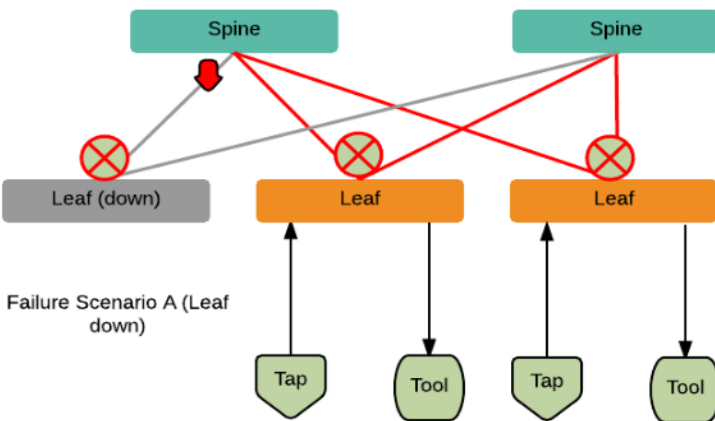 Spine
Spine
Leaf (down)
Leaf
Leaf
Failure Scenario A (Leaf
down)
Tap
Tool
Tap
Tool